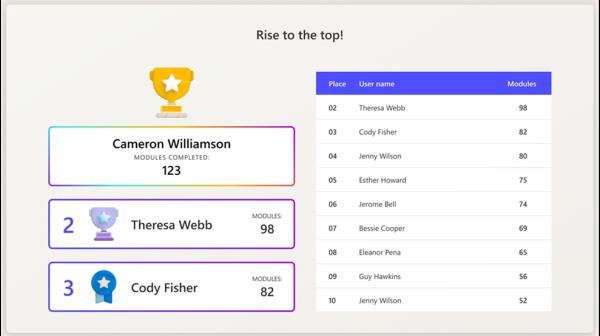 Rise to the top!
Cameron Williamson
MODULES COMPLETED:
123
2 Theresa Webb MODULES: 98
3 Cody Fisher MODULES: 82
Place User name Modules
02 Theresa Webb 98
03 Cody Fisher 82
04 Jenny Wilson 80
05 Esther Howard 75
06 Jerome Bell 74
07 Bessie Cooper 69
08 Eleanor Pena 65
09 Guy Hawkins 56
10 Jenny Wilson 52